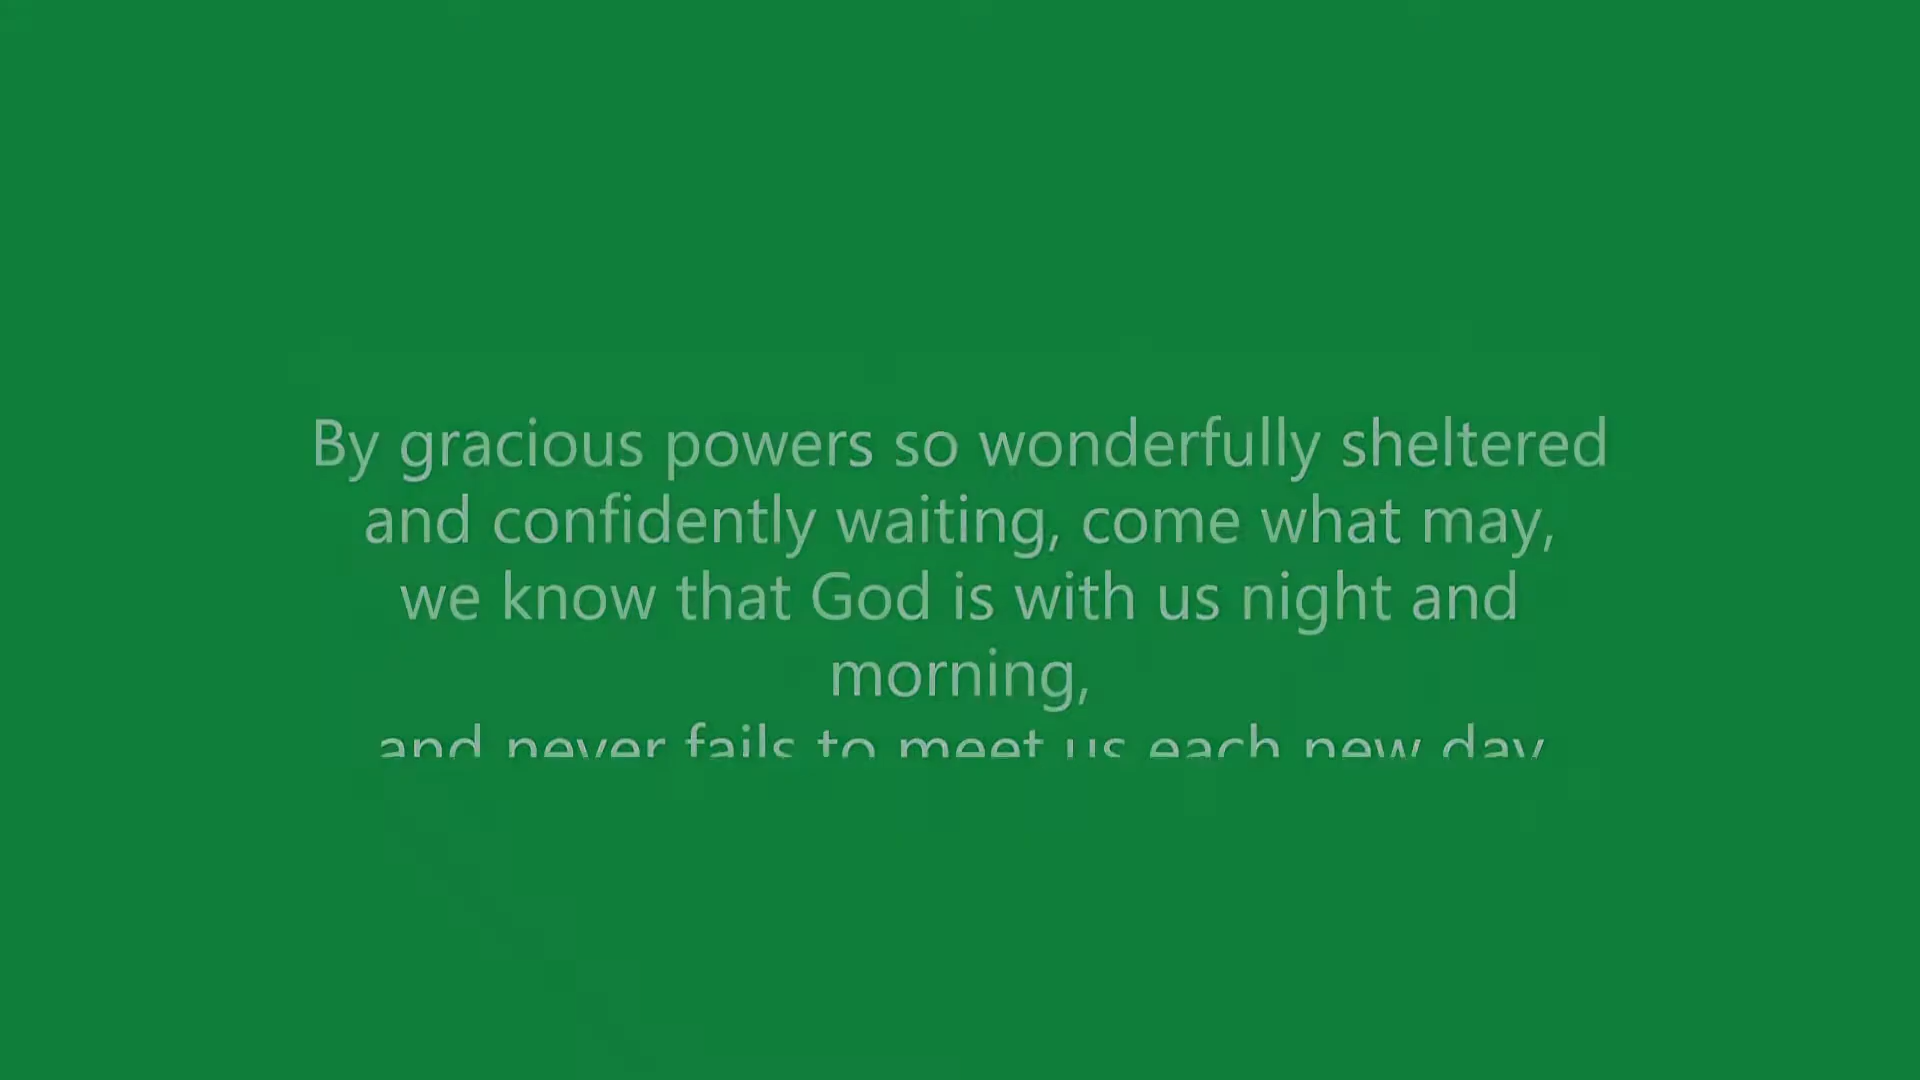 By gracious powers so wonderfully sheltered
and confidently waiting, come what may,
we know that God is with us night and
morning,
and never fails to meet us each new day